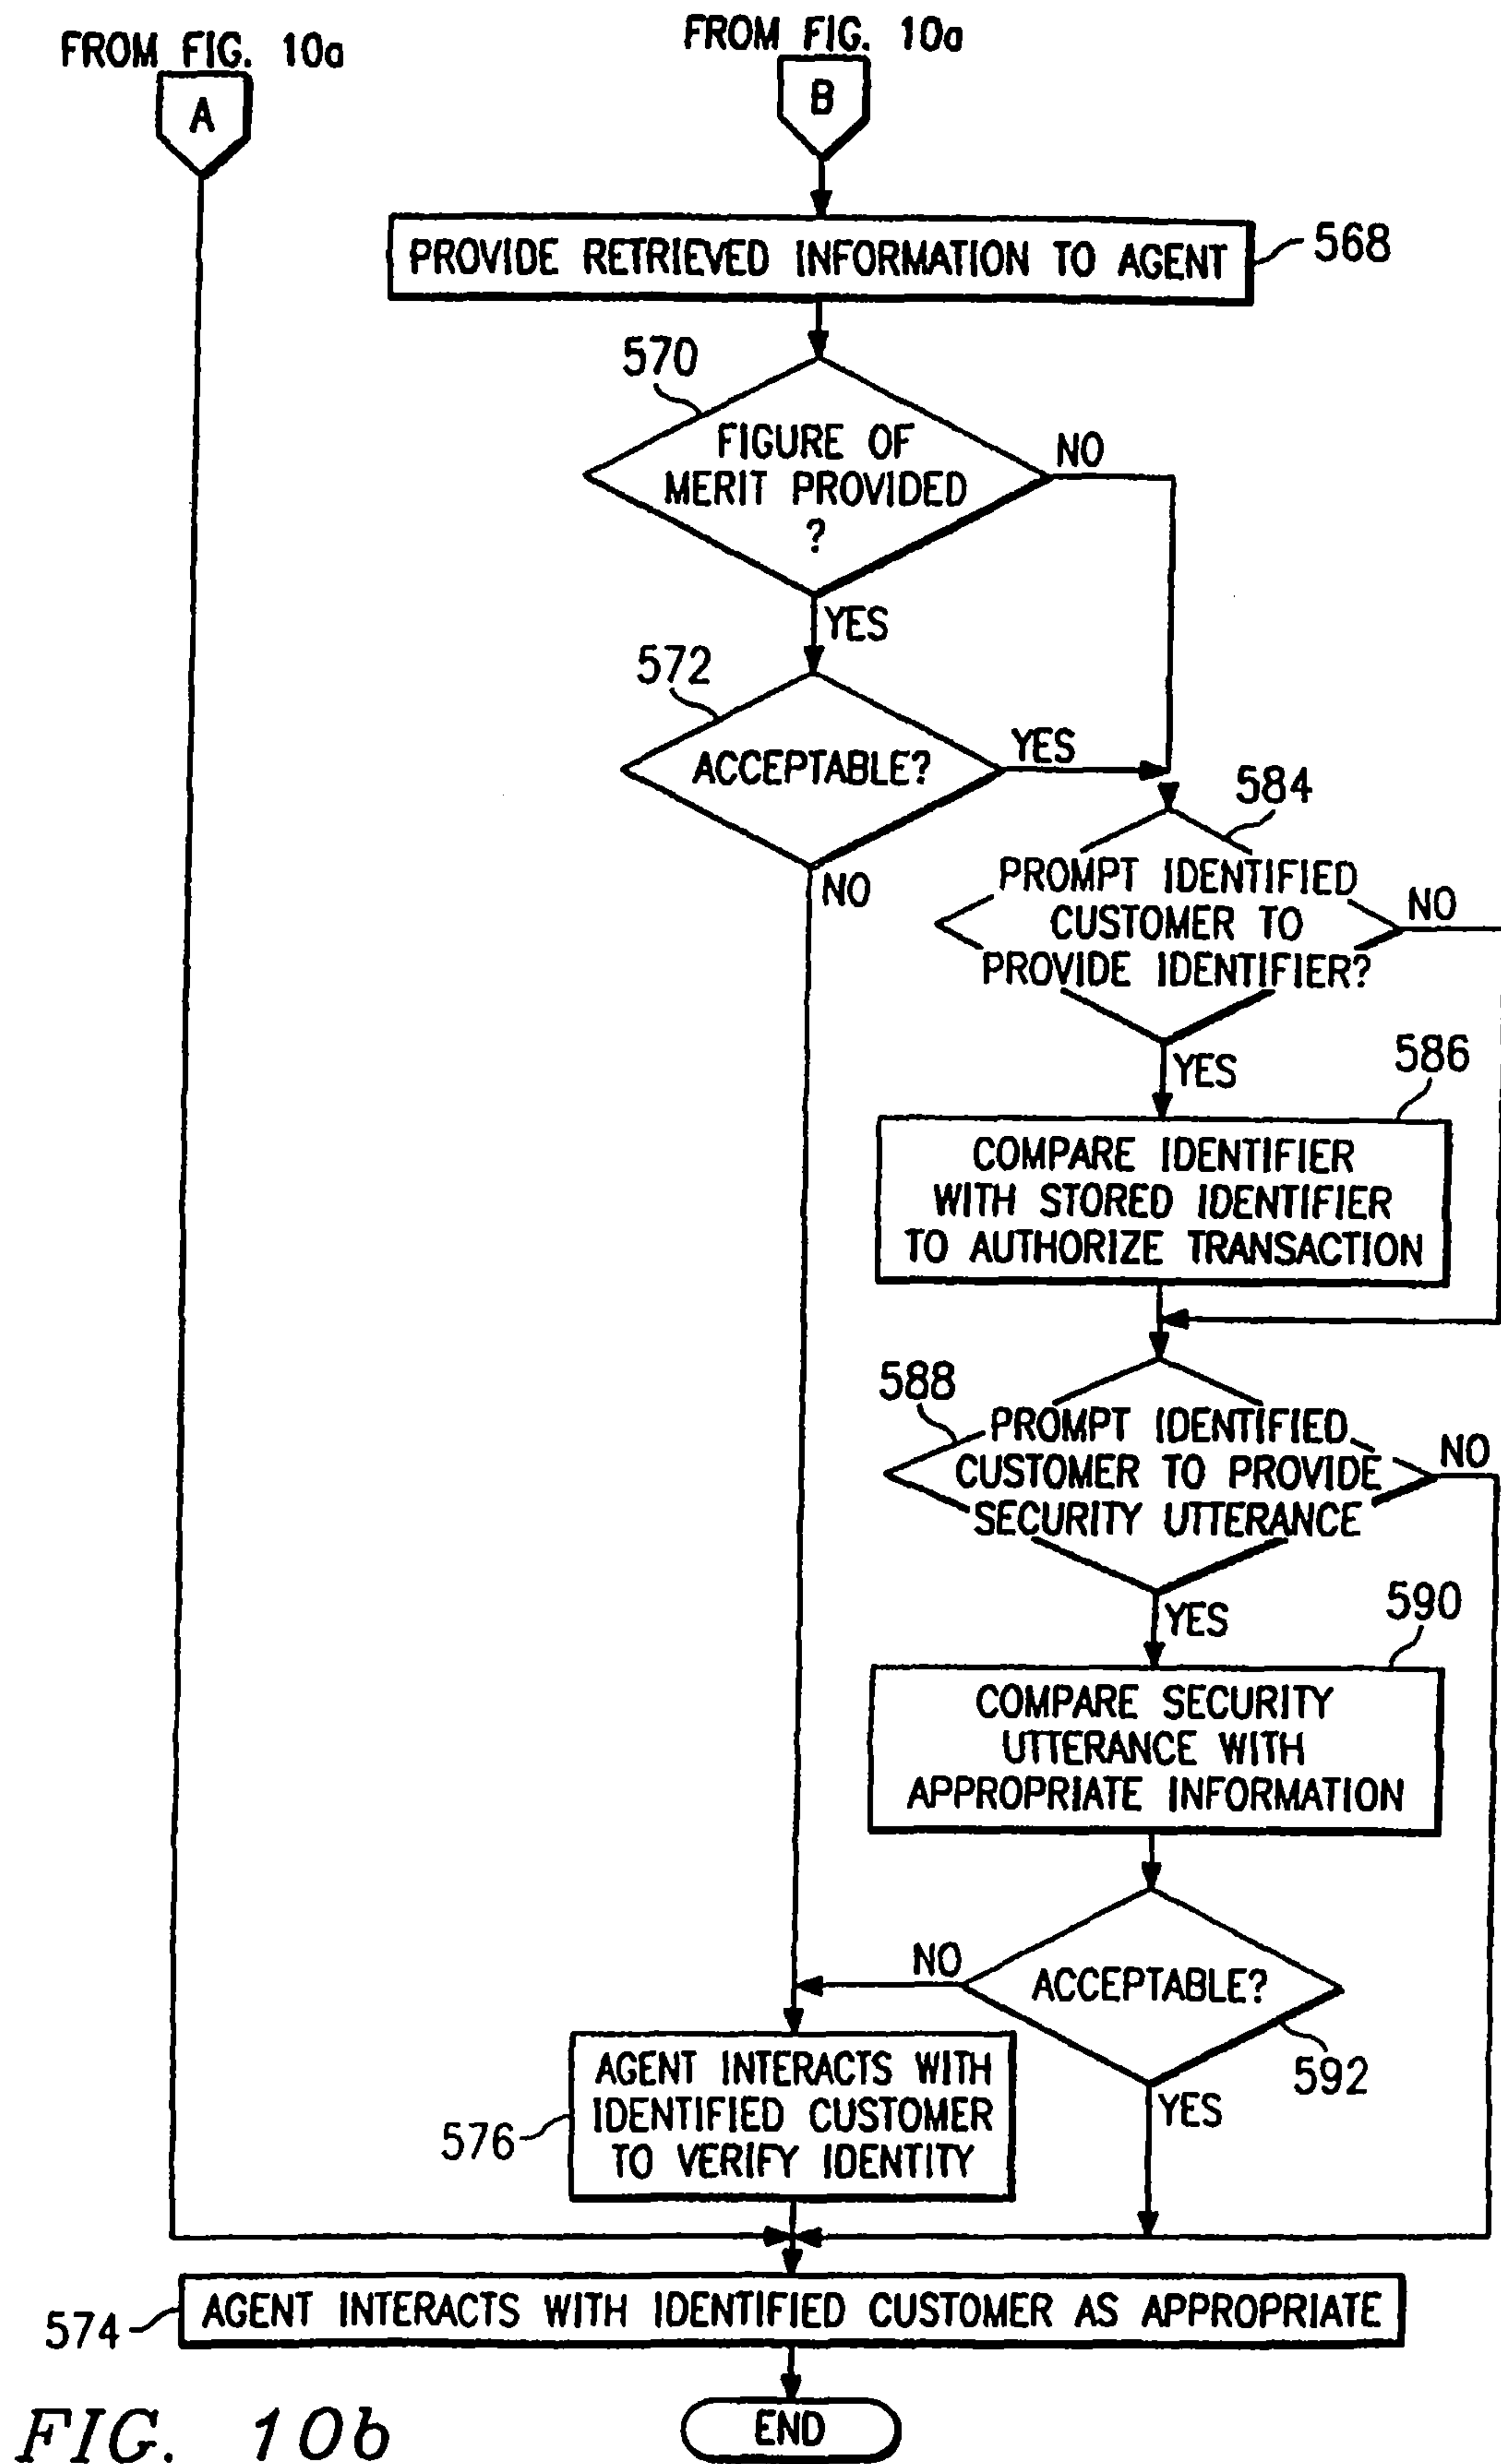 FROM FIG. 10a
A
FROM FIG. 10a
B
PROVIDE RETRIEVED INFORMATION TO AGENT
568
570
FIGURE OF
MERIT PROVIDED
?
NO
YES
572
ACCEPTABLE?
YES
NO
584
PROMPT IDENTIFIED
CUSTOMER TO
PROVIDE IDENTIFIER?
NO
YES
586
COMPARE IDENTIFIER
WITH STORED IDENTIFIER
TO AUTHORIZE TRANSACTION
588
PROMPT IDENTIFIED
CUSTOMER TO PROVIDE
SECURITY UTTERANCE
NO
YES
590
COMPARE SECURITY
UTTERANCE WITH
APPROPRIATE INFORMATION
NO
ACCEPTABLE?
592
YES
AGENT INTERACTS WITH
IDENTIFIED CUSTOMER
TO VERIFY IDENTITY
576
574
AGENT INTERACTS WITH IDENTIFIED CUSTOMER AS APPROPRIATE
END
FIG. 10b